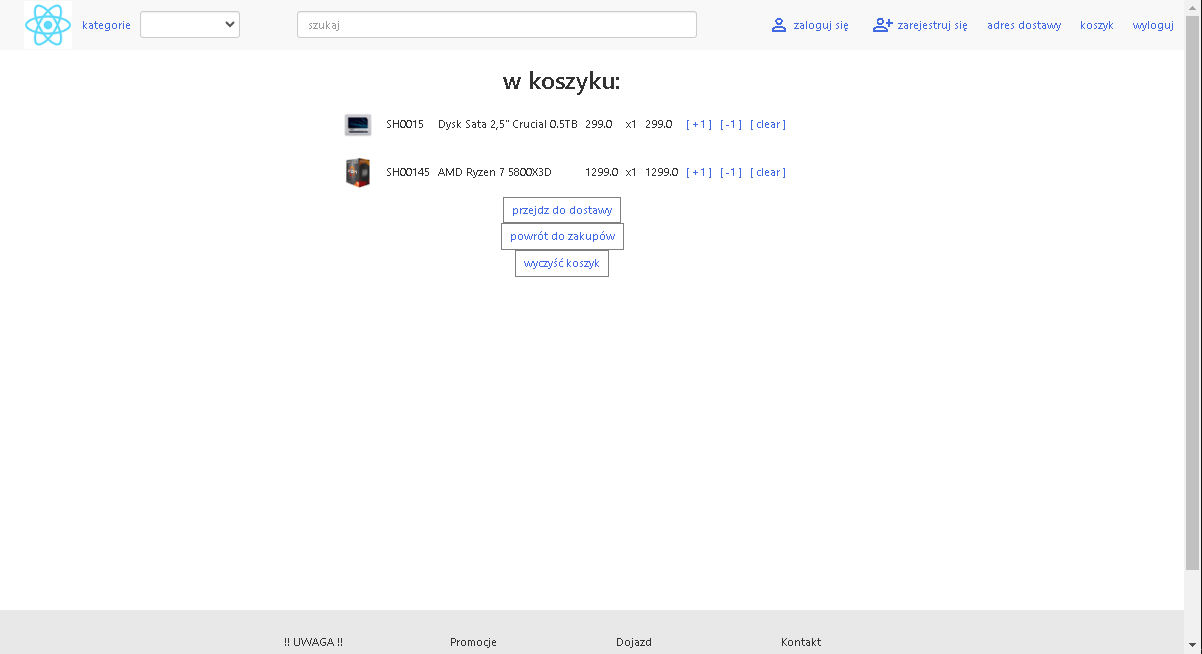 kategorie szukaj zaloguj się zarejestruj się adres dostawy koszyk wyloguj
w koszyku:
SH0015 Dysk Sata 2,5" Crucial 0.5TB 299.0 x1 299.0 [ +1 ] [ -1 ] [ clear ]
SH00145 AMD Ryzen 7 5800X3D 1299.0 x1 1299.0 [ +1 ] [ -1 ] [ clear ]
przejdz do dostawy
powrót do zakupów
wyczyść koszyk
!! UWAGA !! Promocje Dojazd Kontakt